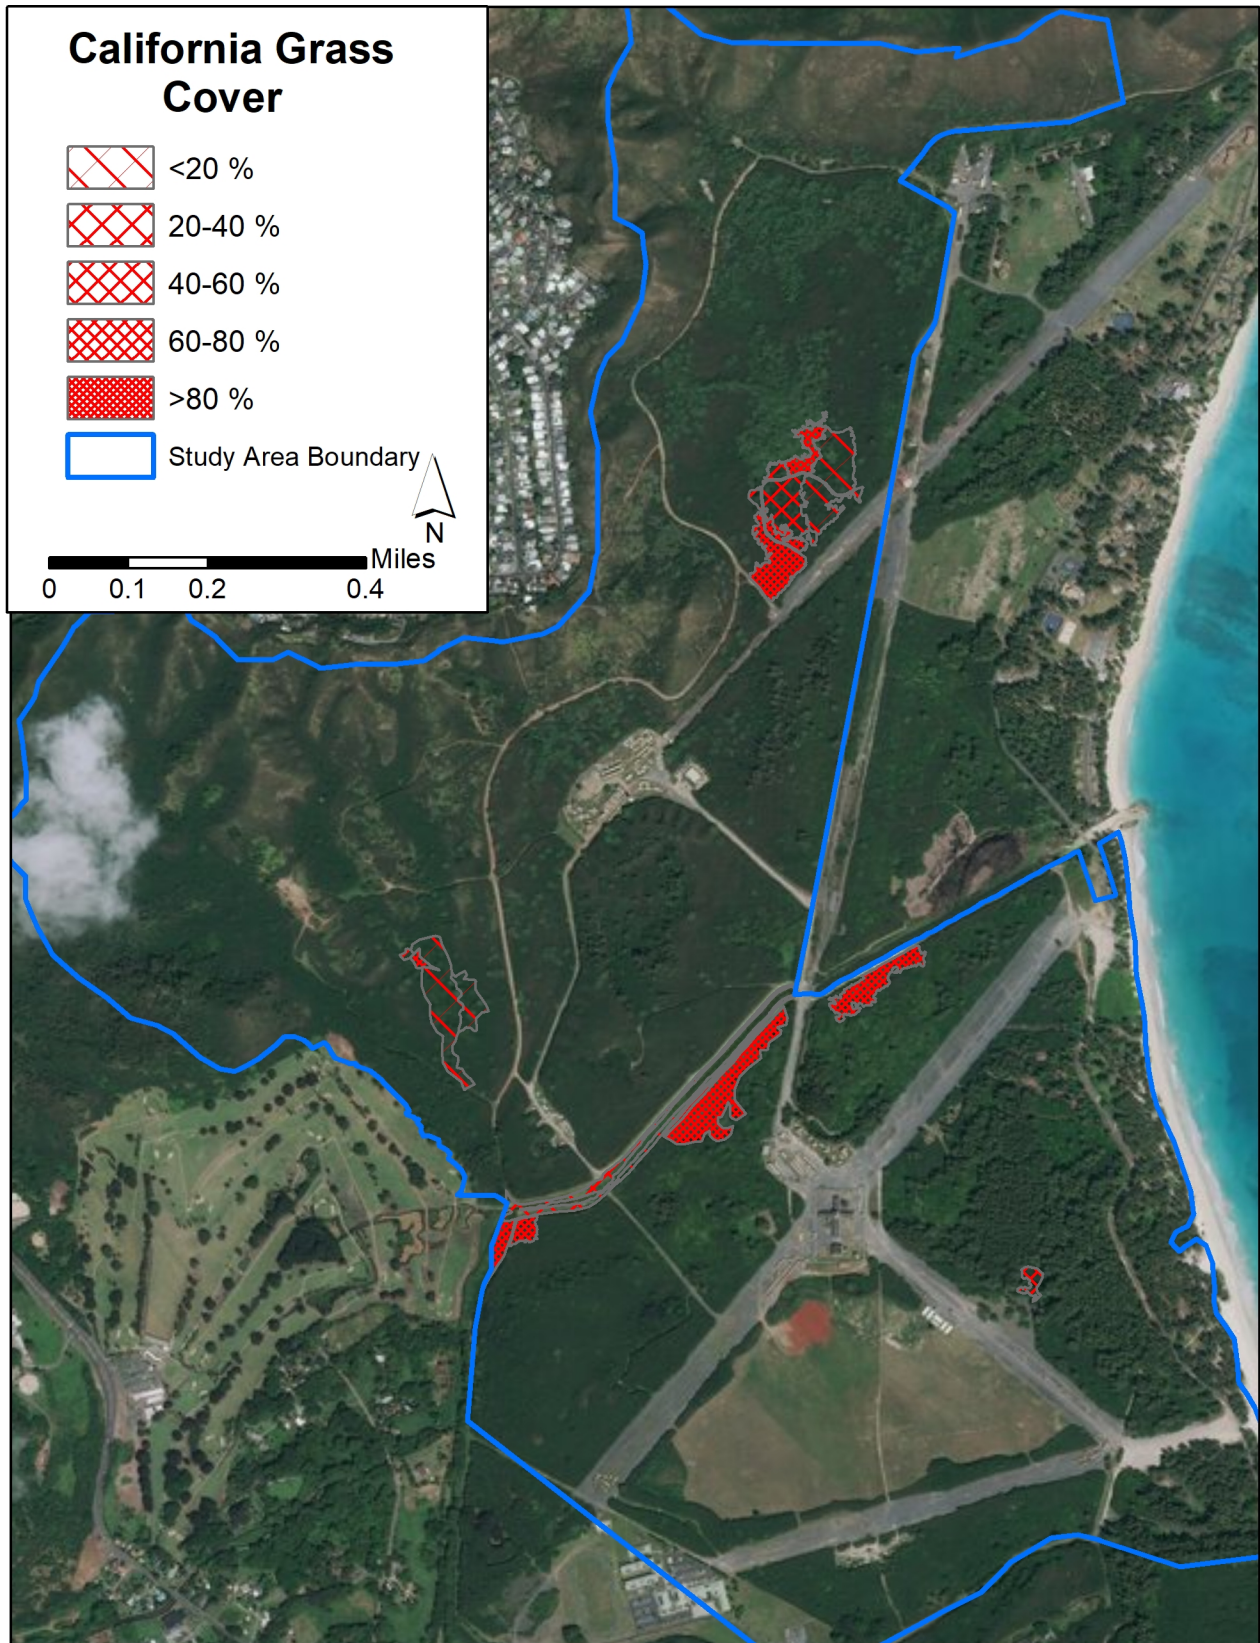 California Grass
Cover
<20 %
20-40 %
40-60 %
60-80 %
>80 %
Study Area Boundary
N
Miles
0 0.1 0.2 0.4